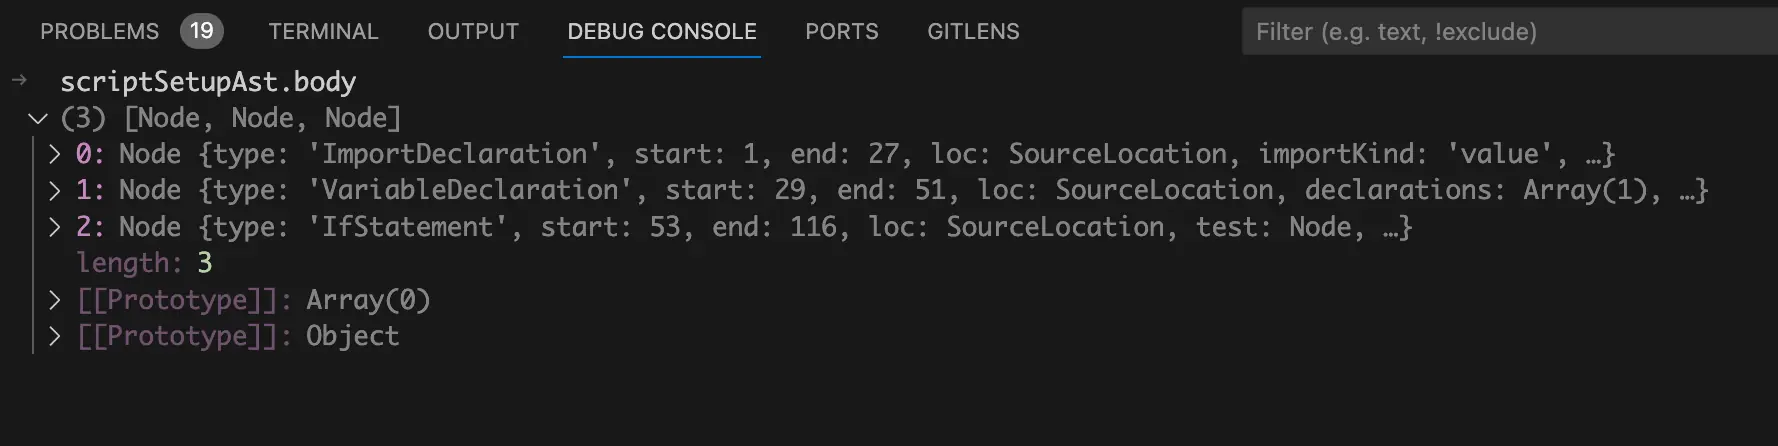 PROBLEMS 19 TERMINAL OUTPUT DEBUG CONSOLE PORTS GITLENS Filter (e.g. text, !exclude)
scriptSetupAst.body
(3) [Node, Node, Node]
0: Node {type: 'ImportDeclaration', start: 1, end: 27, loc: SourceLocation, importKind: 'value', …}
1: Node {type: 'VariableDeclaration', start: 29, end: 51, loc: SourceLocation, declarations: Array(1), …}
2: Node {type: 'IfStatement', start: 53, end: 116, loc: SourceLocation, test: Node, …}
length: 3
[[Prototype]]: Array(0)
[[Prototype]]: Object